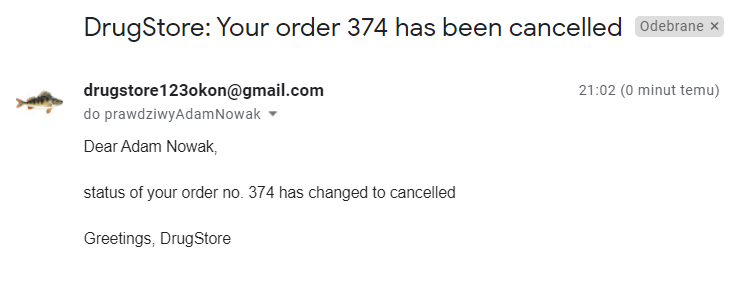 DrugStore: Your order 374 has been cancelled Odebrane ×
drugstore123okon@gmail.com 21:02 (0 minut temu)
do prawdziwyAdamNowak
Dear Adam Nowak,
status of your order no. 374 has changed to cancelled
Greetings, DrugStore